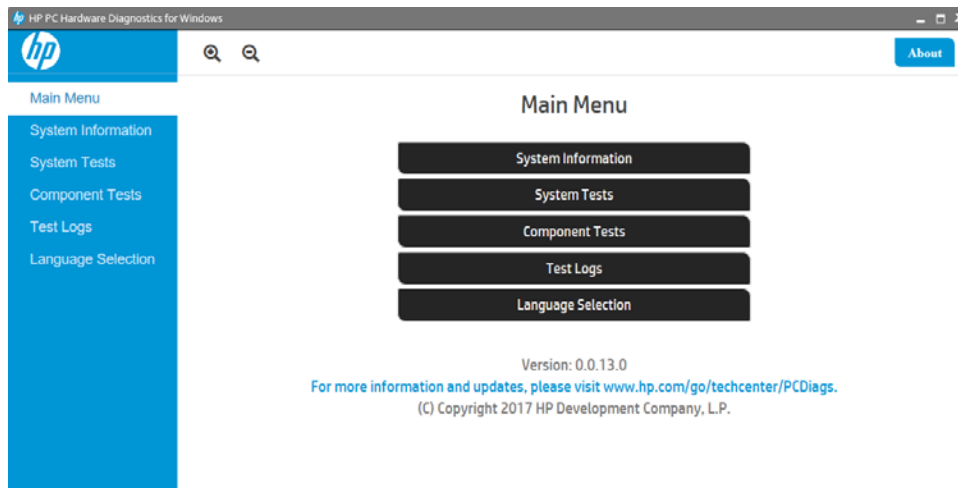 HP PC Hardware Diagnostics for Windows
hp
About
Main Menu
System Information
System Tests
Component Tests
Test Logs
Language Selection
Main Menu
System Information
System Tests
Component Tests
Test Logs
Language Selection
Version: 0.0.13.0
For more information and updates, please visit www.hp.com/go/techcenter/PCDiags.
(C) Copyright 2017 HP Development Company, L.P.